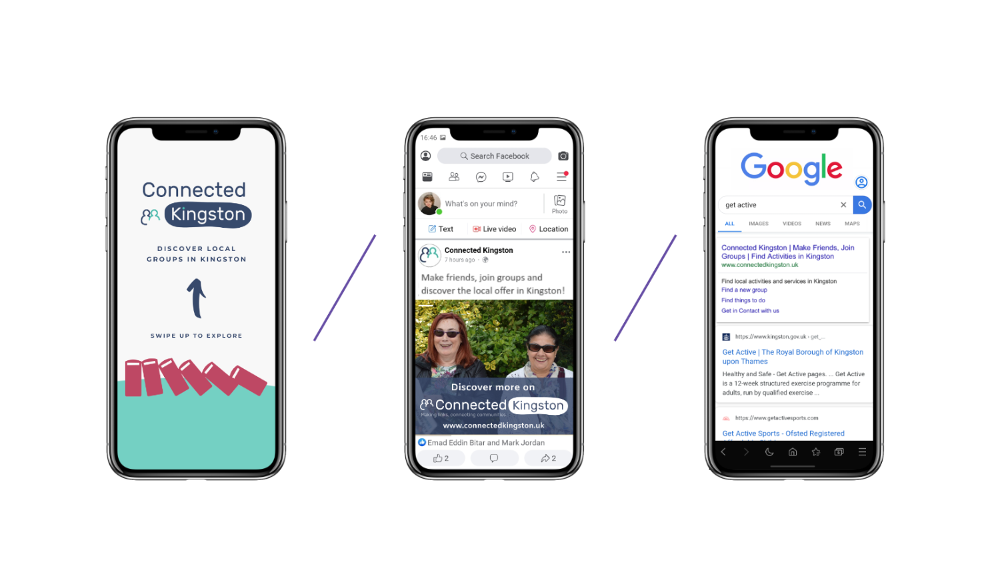 Connected
Kingston
DISCOVER LOCAL
GROUPS IN KINGSTON
SWIPE UP TO EXPLORE
16:46
Search Facebook
What's on your mind?
Photo
Text
Live video
Location
Connected Kingston
7 hours ago
Make friends, join groups and
discover the local offer in Kingston!
Discover more on
Connected Kingston
Making links, connecting communities
www.connectedkingston.uk
Emad Eddin Bitar and Mark Jordan
2
2
Google
get active
ALL IMAGES VIDEOS NEWS MAPS
Connected Kingston | Make Friends, Join
Groups | Find Activities in Kingston
www.connectedkingston.uk
Find local activities and services in Kingston
Find a new group
Find things to do
Get in Contact with us
https://www.kingston.gov.uk › get_...
Get Active | The Royal Borough of Kingston
upon Thames
Healthy and Safe - Get Active pages. ... Get Active
is a 12-week structured exercise programme for
adults, run by qualified exercise ...
https://www.getactivesports.com
Get Active Sports - Ofsted Registered